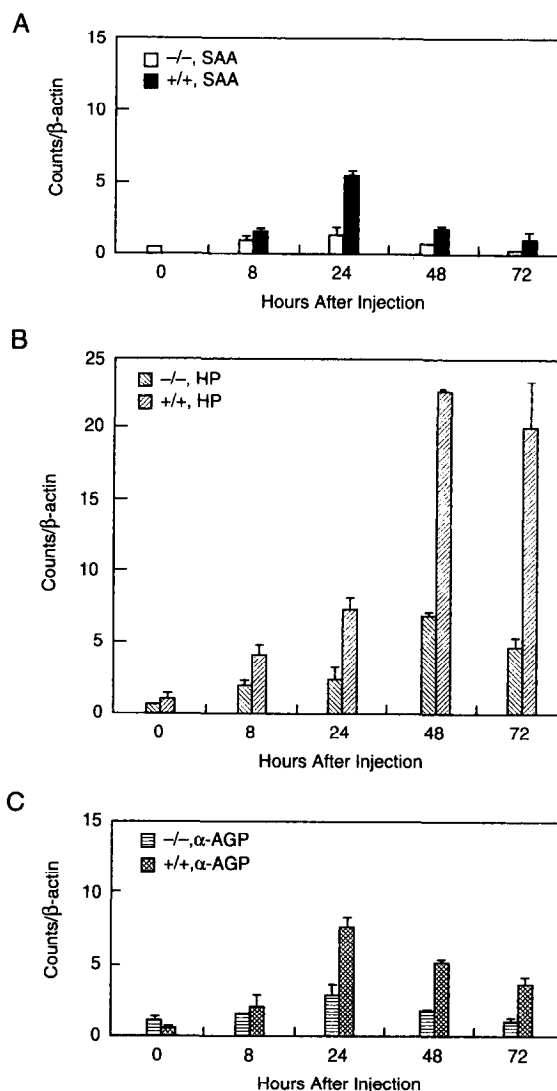 A
15
–/–, SAA
+/+, SAA
10
Counts/β-actin
5
0
0 8 24 48 72
Hours After Injection
B
25
–/–, HP
+/+, HP
20
15
Counts/β-actin
10
5
0
0 8 24 48 72
Hours After Injection
C
15
–/–,α-AGP
+/+,α-AGP
10
Counts/β-actin
5
0
0 8 24 48 72
Hours After Injection